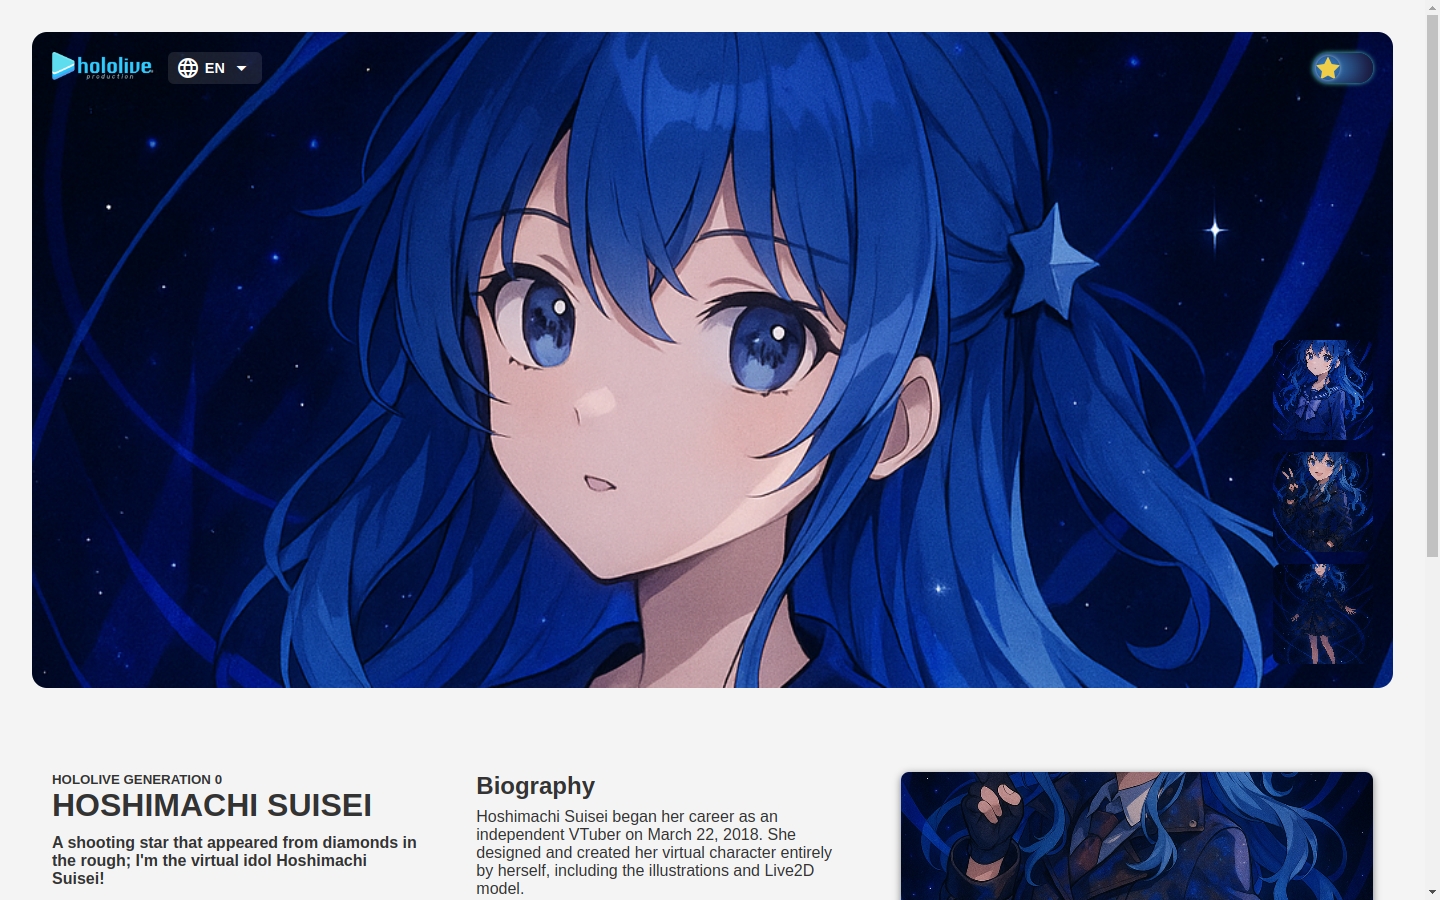 hololive
production
EN
HOLOLIVE GENERATION 0
HOSHIMACHI SUISEI
A shooting star that appeared from diamonds in
the rough; I'm the virtual idol Hoshimachi
Suisei!
Biography
Hoshimachi Suisei began her career as an
independent VTuber on March 22, 2018. She
designed and created her virtual character entirely
by herself, including the illustrations and Live2D
model.